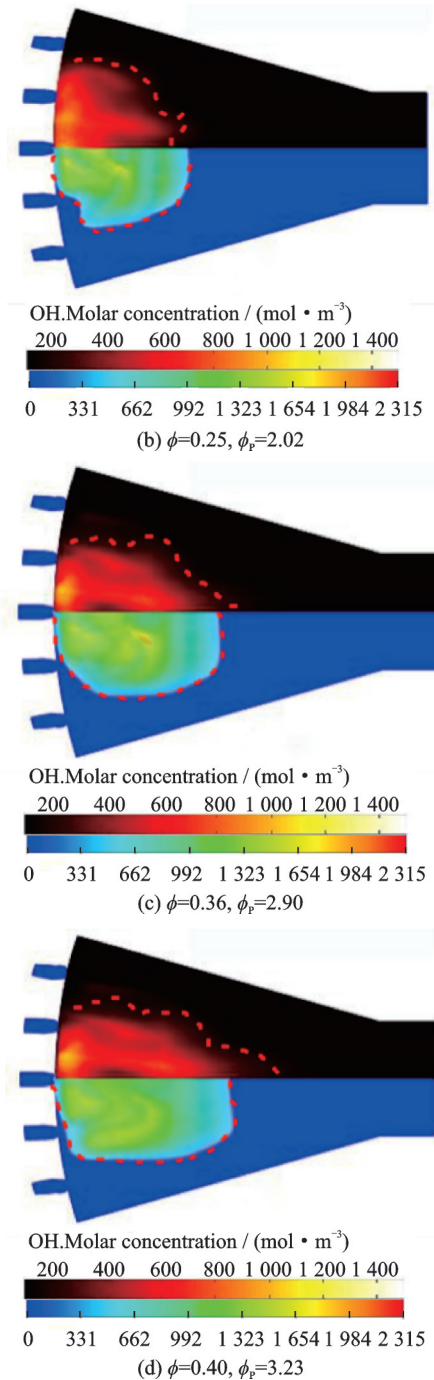 OH.Molar concentration / (mol · m⁻³)
200 400 600 800 1 000 1 200 1 400
0 331 662 992 1 323 1 654 1 984 2 315
(b) ϕ=0.25, ϕₚ=2.02
OH.Molar concentration / (mol · m⁻³)
200 400 600 800 1 000 1 200 1 400
0 331 662 992 1 323 1 654 1 984 2 315
(c) ϕ=0.36, ϕₚ=2.90
OH.Molar concentration / (mol · m⁻³)
200 400 600 800 1 000 1 200 1 400
0 331 662 992 1 323 1 654 1 984 2 315
(d) ϕ=0.40, ϕₚ=3.23